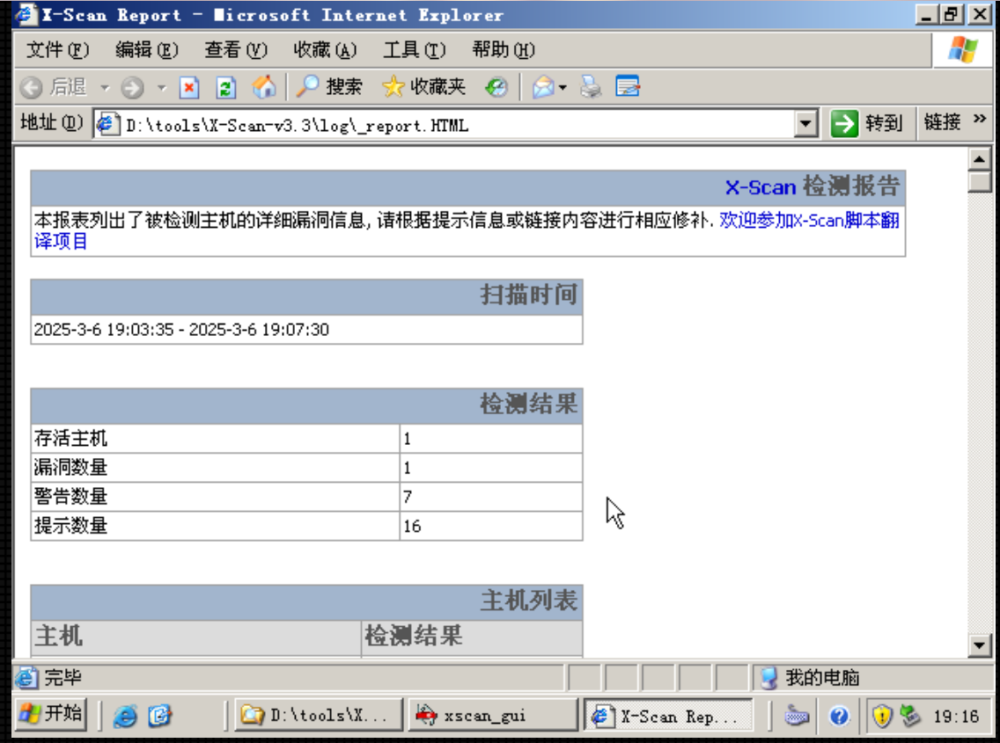 X-Scan Report - Microsoft Internet Explorer
文件(F) 编辑(E) 查看(V) 收藏(A) 工具(T) 帮助(H)
后退 搜索 收藏夹
地址(D) D:\tools\X-Scan-v3.3\log\_report.HTML 转到 链接 »
X-Scan 检测报告
本报表列出了被检测主机的详细漏洞信息, 请根据提示信息或链接内容进行相应修补. 欢迎参加X-Scan脚本翻
译项目
扫描时间
2025-3-6 19:03:35 - 2025-3-6 19:07:30
检测结果
存活主机 1
漏洞数量 1
警告数量 7
提示数量 16
主机列表
主机 检测结果
完毕 我的电脑
开始 D:\tools\X... xscan_gui X-Scan Rep... 19:16